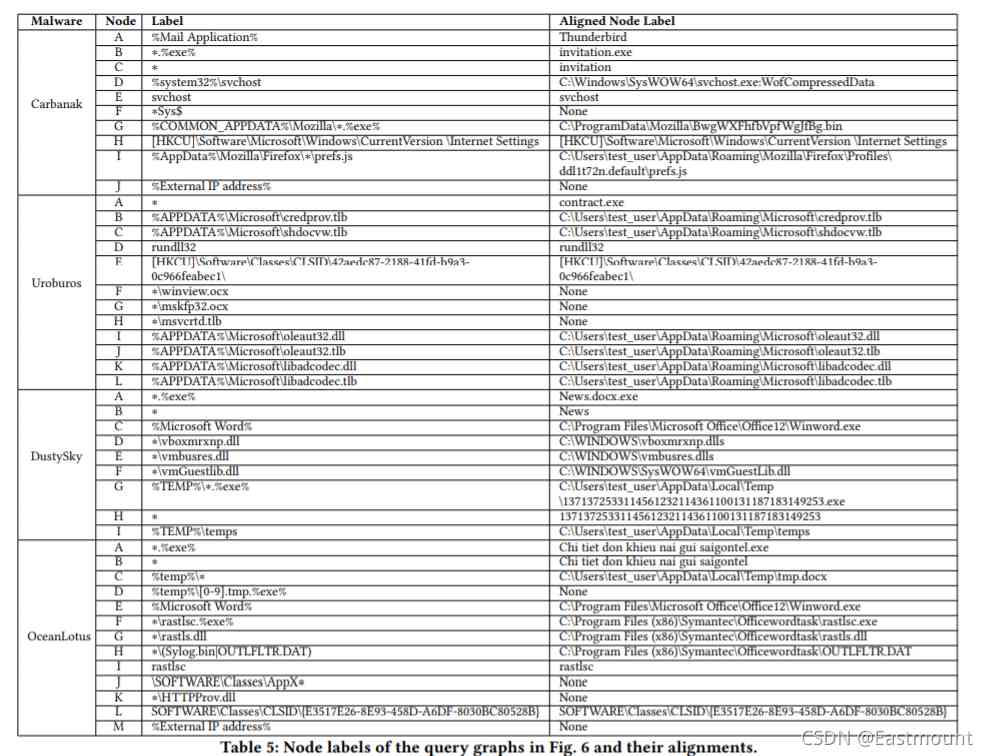 Malware Node Label Aligned Node Label
Carbanak
A %Mail Application% Thunderbird
B *.%exe% invitation.exe
C * invitation
D %system32%\svchost C:\Windows\SysWOW64\svchost.exe:WofCompressedData
E svchost svchost
F *Sys$ None
G %COMMON_APPDATA%\Mozilla\*.%exe% C:\ProgramData\Mozilla\BwgWXFhfbVpfWgJfBg.bin
H [HKCU]\Software\Microsoft\Windows\CurrentVersion \Internet Settings [HKCU]\Software\Microsoft\Windows\CurrentVersion \Internet Settings
I %AppData%\Mozilla\Firefox\*\prefs.js C:\Users\test_user\AppData\Roaming\Mozilla\Firefox\Profiles\
ddl1t72n.default\prefs.js
J %External IP address% None
Uroburos
A * contract.exe
B %APPDATA%\Microsoft\credprov.tlb C:\Users\test_user\AppData\Roaming\Microsoft\credprov.tlb
C %APPDATA%\Microsoft\shdocvw.tlb C:\Users\test_user\AppData\Roaming\Microsoft\shdocvw.tlb
D rundll32 rundll32
E [HKCU]\Software\Classes\CLSID\42aedc87-2188-41fd-b9a3- [HKCU]\Software\Classes\CLSID\42aedc87-2188-41fd-b9a3-
0c966feabec1\ 0c966feabec1\
F *\winview.ocx None
G *\mskfp32.ocx None
H *\msvcrtd.tlb None
I %APPDATA%\Microsoft\oleaut32.dll C:\Users\test_user\AppData\Roaming\Microsoft\oleaut32.dll
J %APPDATA%\Microsoft\oleaut32.tlb C:\Users\test_user\AppData\Roaming\Microsoft\oleaut32.tlb
K %APPDATA%\Microsoft\libadcodec.dll C:\Users\test_user\AppData\Roaming\Microsoft\libadcodec.dll
L %APPDATA%\Microsoft\libadcodec.tlb C:\Users\test_user\AppData\Roaming\Microsoft\libadcodec.tlb
DustySky
A *.%exe% News.docx.exe
B * News
C %Microsoft Word% C:\Program Files\Microsoft Office\Office12\Winword.exe
D *\vboxmrxnp.dll C:\WINDOWS\vboxmrxnp.dlls
E *\vmbusres.dll C:\WINDOWS\vmbusres.dlls
F *\vmGuestlib.dll C:\WINDOWS\SysWOW64\vmGuestLib.dll
G %TEMP%\*.%exe% C:\Users\test_user\AppData\Local\Temp
\1371372533114561232114361100131187183149253.exe
H * 1371372533114561232114361100131187183149253
I %TEMP%\temps C:\Users\test_user\AppData\Local\Temp\temps
OceanLotus
A *.%exe% Chi tiet don khieu nai gui saigontel.exe
B * Chi tiet don khieu nai gui saigontel
C %temp%\* C:\Users\test_user\AppData\Local\Temp\tmp.docx
D %temp%\[0-9].tmp.%exe% None
E %Microsoft Word% C:\Program Files\Microsoft Office\Office12\Winword.exe
F *\rastlsc.%exe% C:\Program Files (x86)\Symantec\Officewordtask\rastlsc.exe
G *\rastls.dll C:\Program Files (x86)\Symantec\Officewordtask\rastls.dll
H *\(Sylog.bin|OUTLFLTR.DAT) C:\Program Files (x86)\Symantec\Officewordtask\OUTLFLTR.DAT
I rastlsc rastlsc
J \SOFTWARE\Classes\AppX* None
K *\HTTPProv.dll None
L SOFTWARE\Classes\CLSID\{E3517E26-8E93-458D-A6DF-8030BC80528B} SOFTWARE\Classes\CLSID\{E3517E26-8E93-458D-A6DF-8030BC80528B}
M %External IP address% None
Table 5: Node labels of the query graphs in Fig. 6 and their alignments.
CSDN @Eastmount